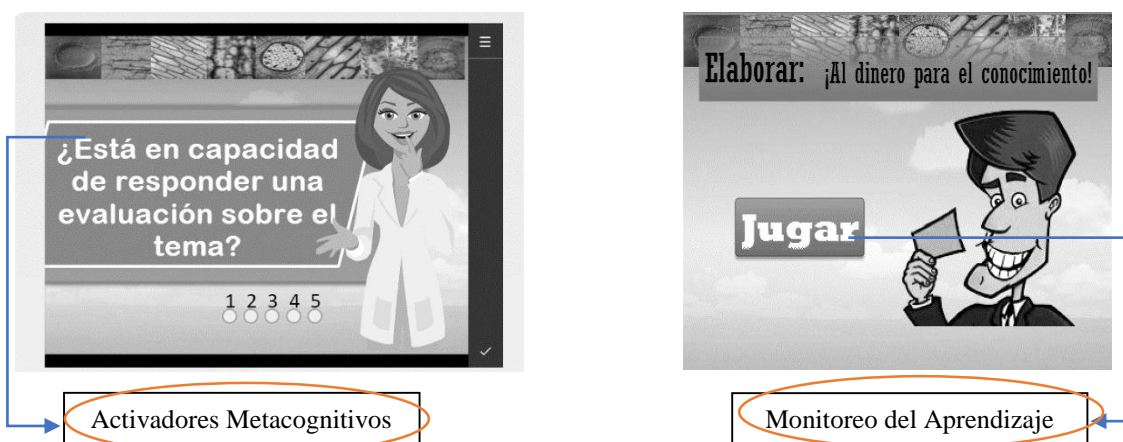 ¿Está en capacidad
de responder una
evaluación sobre el
tema?
1 2 3 4 5
Activadores Metacognitivos
Elaborar: ¡Al dinero para el conocimiento!
Jugar
Monitoreo del Aprendizaje